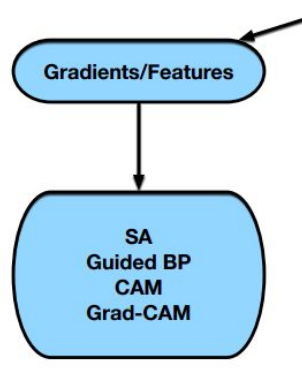 Gradients/Features
SA
Guided BP
CAM
Grad-CAM